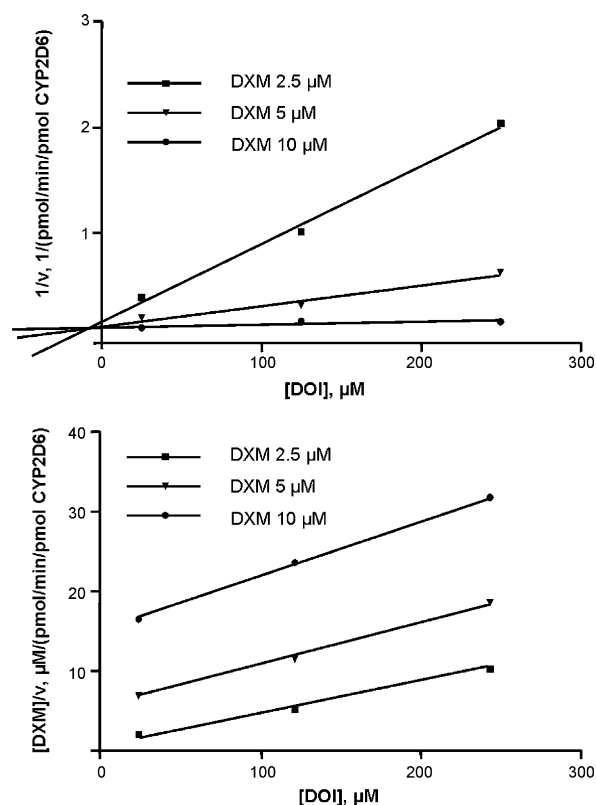 3
2
1
0
100
200
300
DXM 2.5 µM
DXM 5 µM
DXM 10 µM
1/v, 1/(pmol/min/pmol CYP2D6)
[DOI], µM
40
30
20
10
0
100
200
300
DXM 2.5 µM
DXM 5 µM
DXM 10 µM
[DXM]/v, µM/(pmol/min/pmol CYP2D6)
[DOI], µM